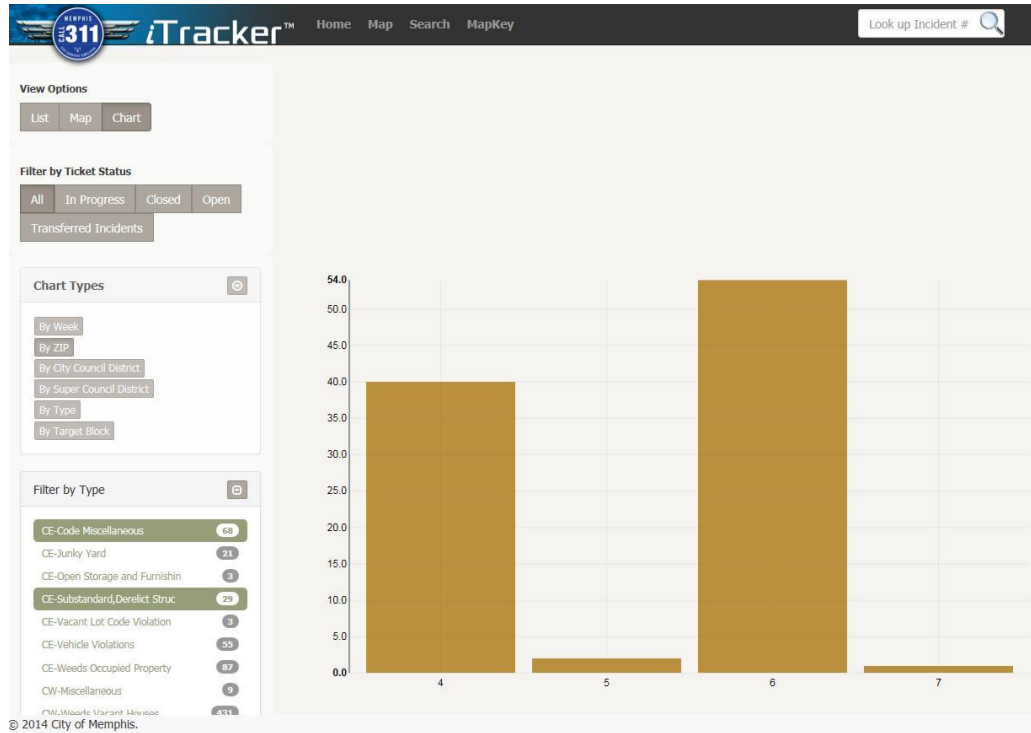 MEMPHIS
CALL
311
iTracker™
Home Map Search MapKey
Look up Incident #
View Options
List Map Chart
Filter by Ticket Status
All In Progress Closed Open
Transferred Incidents
Chart Types
By Week
By ZIP
By City Council District
By Super Council District
By Type
By Target Block
Filter by Type
CE-Code Miscellaneous 68
CE-Junky Yard 21
CE-Open Storage and Furnishin 3
CE-Substandard,Derelict Struc 29
CE-Vacant Lot Code Violation 3
CE-Vehicle Violations 55
CE-Weeds Occupied Property 87
CW-Miscellaneous 9
CW-Weeds Vacant Houses 431
54.0
50.0
45.0
40.0
35.0
30.0
25.0
20.0
15.0
10.0
5.0
0.0
4 5 6 7
© 2014 City of Memphis.